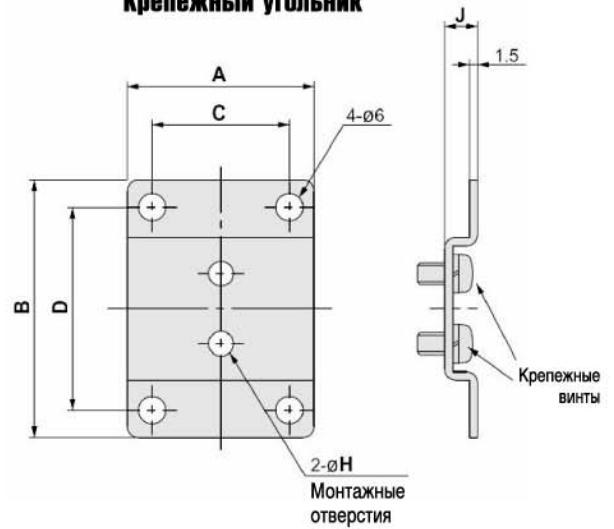 Крепежный угольник
J
A
1.5
C
4-ø6
B
D
Крепежные
винты
2-øH
Монтажные
отверстия